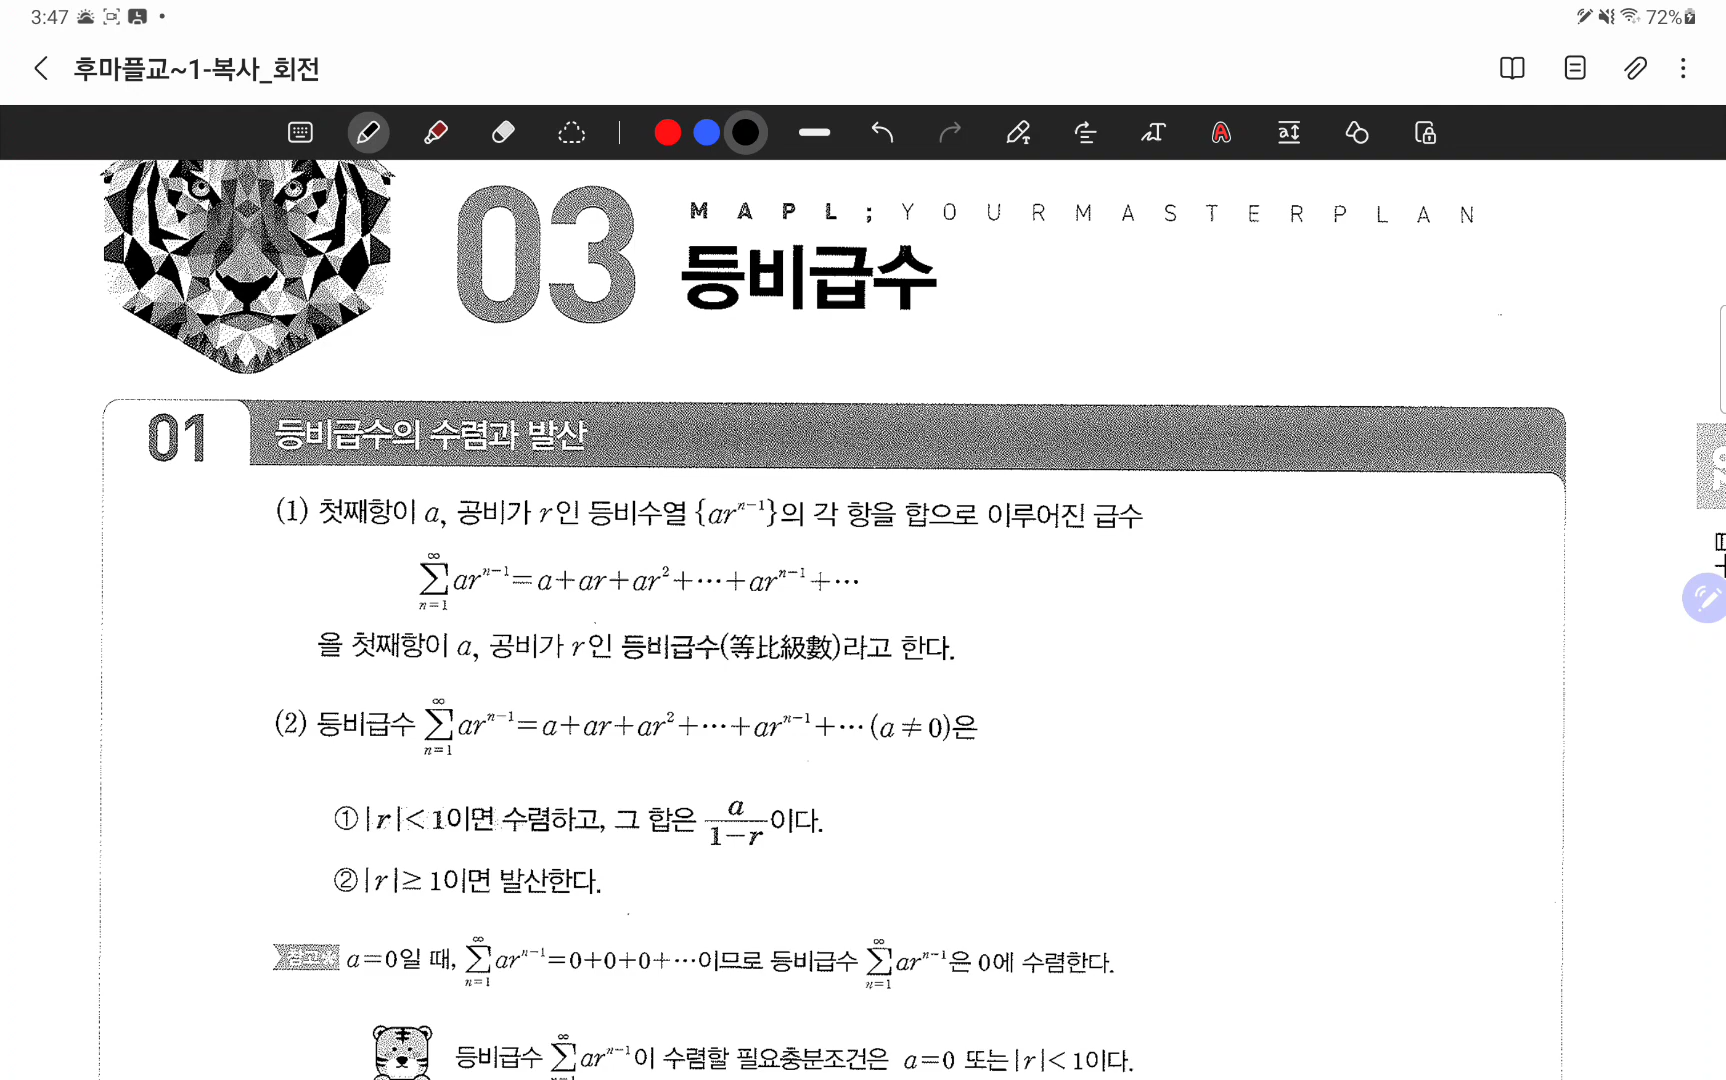 3:47
72%
후마플교~1-복사_회전
03
MAPL;YOURMASTERPLAN
등비급수
01 등비급수의 수렴과 발산
(1) 첫째항이 a, 공비가 r인 등비수열 {ar^{n-1}}의 각 항을 합으로 이루어진 급수
∑_{n=1}^{∞} ar^{n-1}=a+ar+ar^2+⋯+ar^{n-1}+⋯
을 첫째항이 a, 공비가 r인 등비급수(等比級數)라고 한다.
(2) 등비급수 ∑_{n=1}^{∞} ar^{n-1}=a+ar+ar^2+⋯+ar^{n-1}+⋯(a≠0)은
①|r|<1이면 수렴하고, 그 합은 a/(1-r)이다.
②|r|≥1이면 발산한다.
참고 a=0일 때, ∑_{n=1}^{∞} ar^{n-1}=0+0+0+⋯이므로 등비급수 ∑_{n=1}^{∞} ar^{n-1}은 0에 수렴한다.
등비급수 ∑_{n=1}^{∞} ar^{n-1}이 수렴할 필요충분조건은 a=0 또는 |r|<1이다.